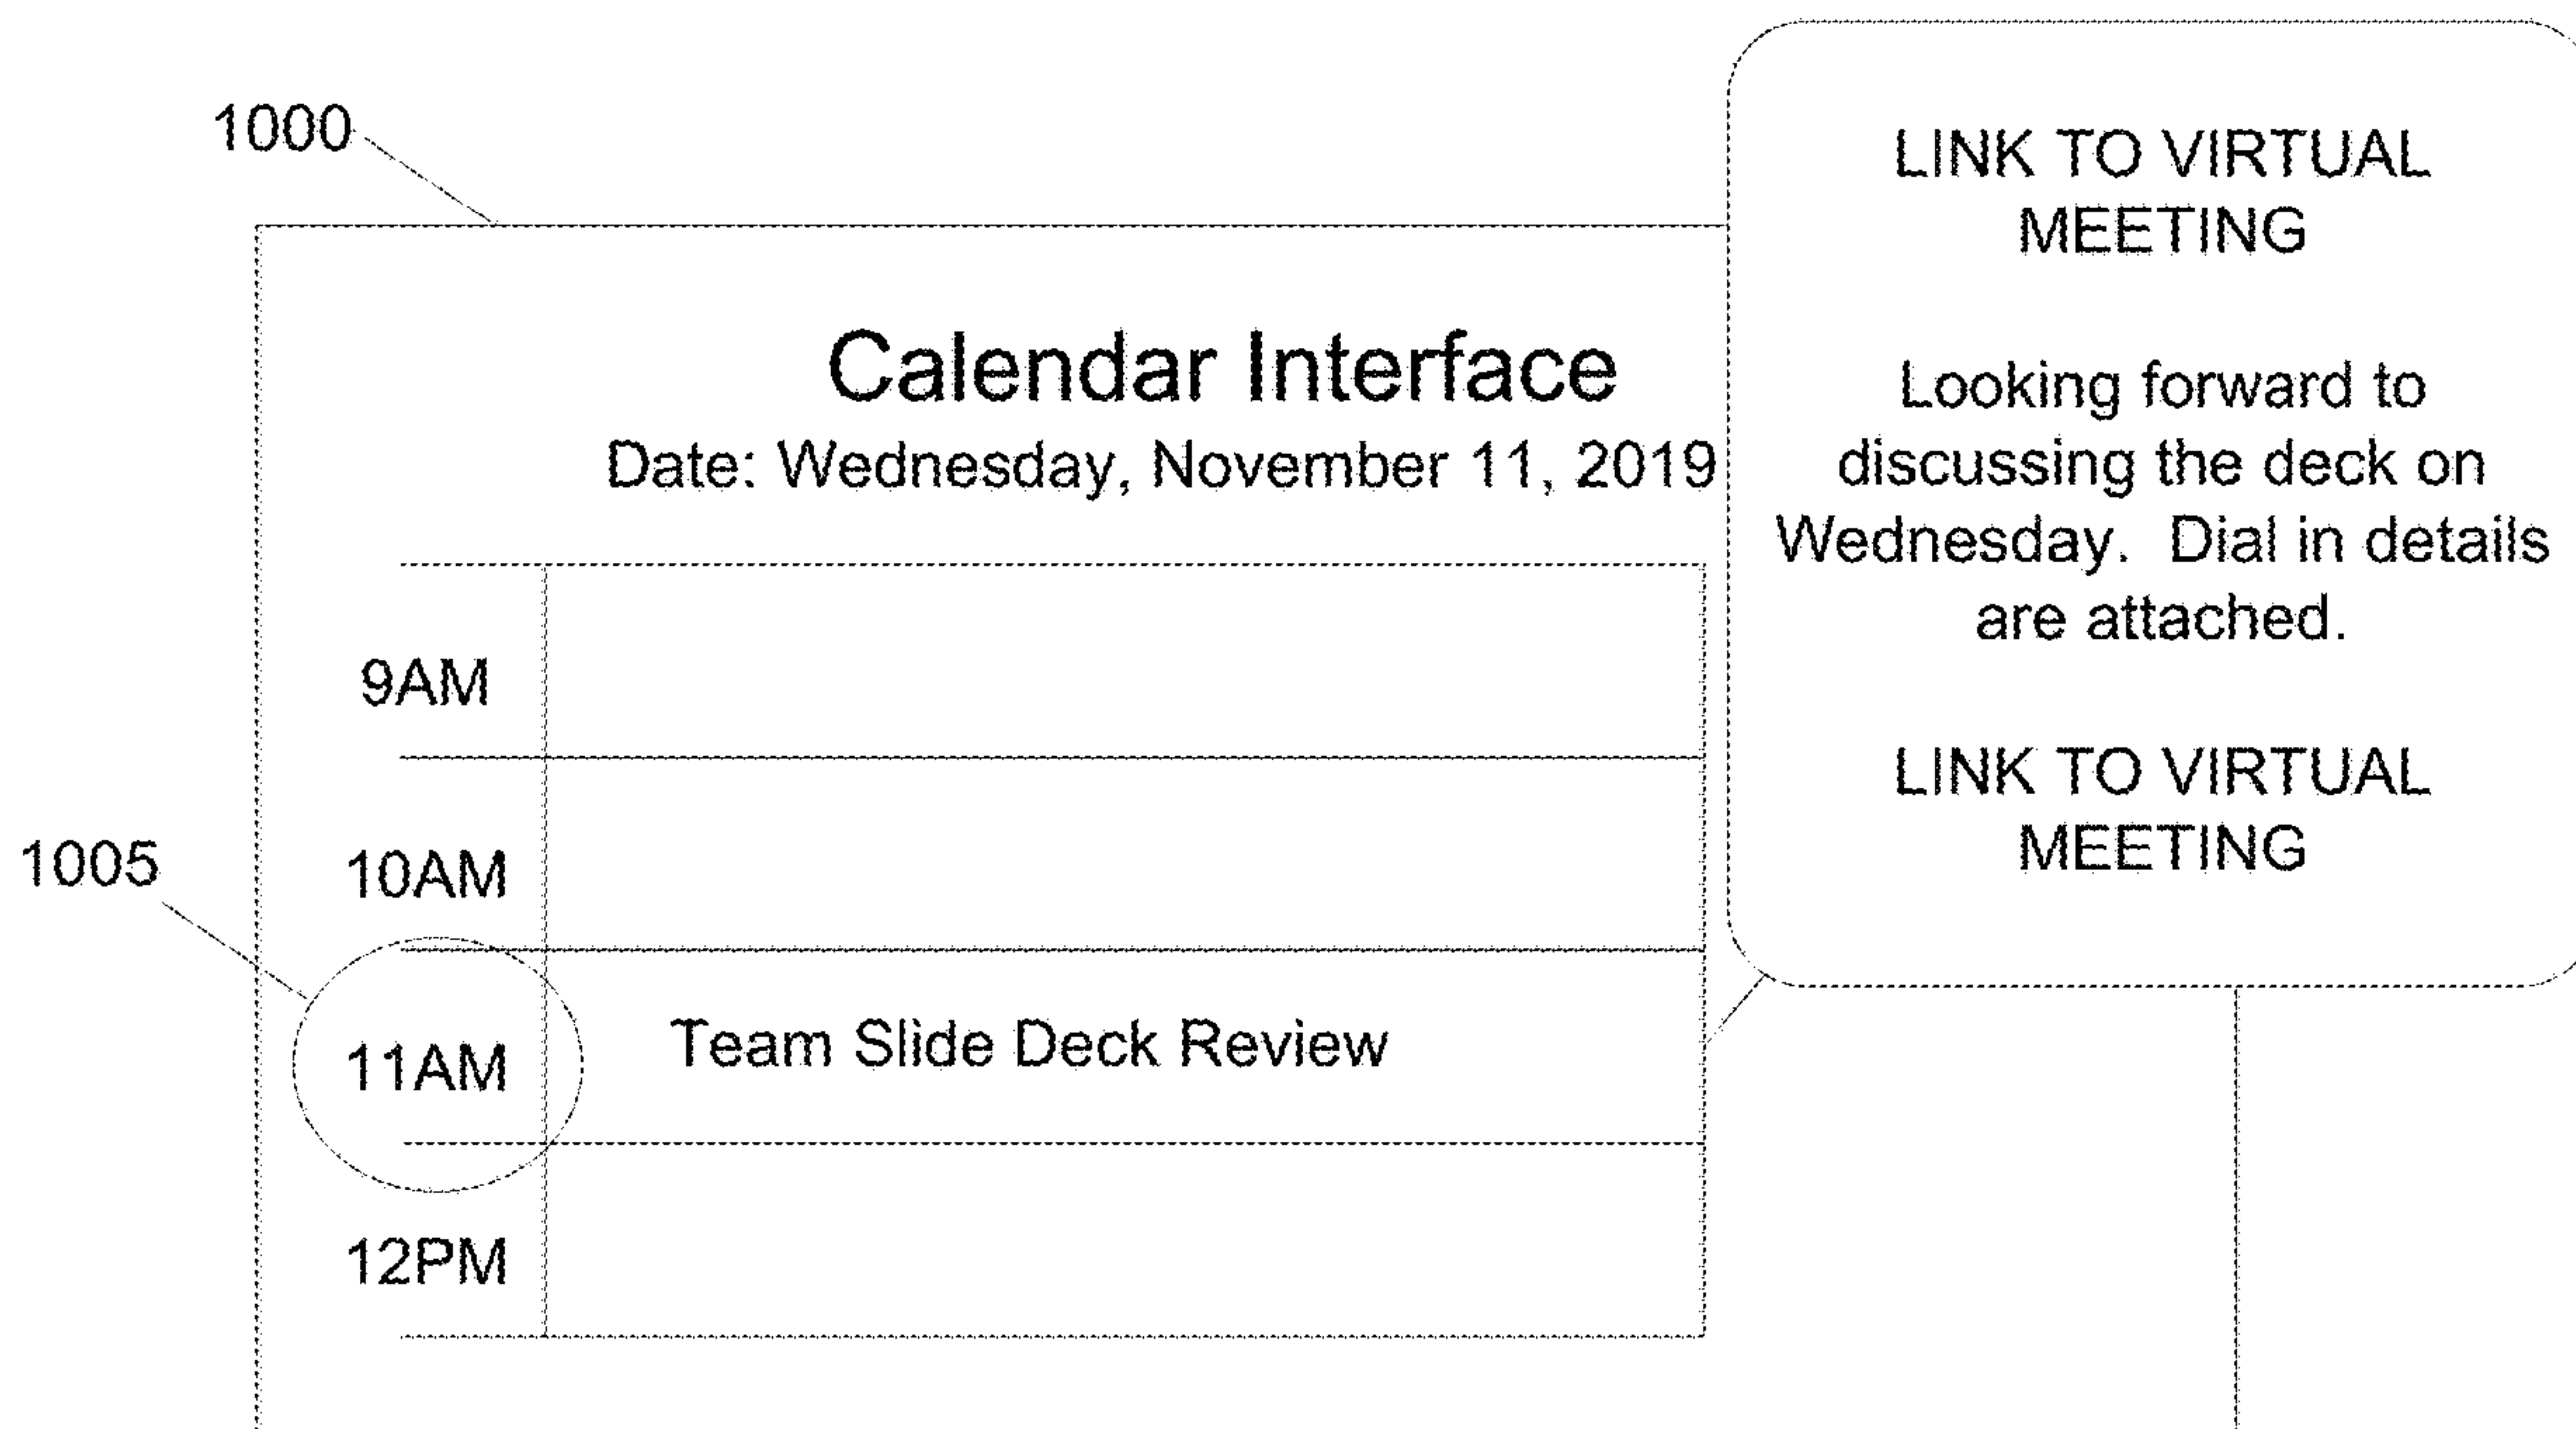 1000
Calendar Interface
Date: Wednesday, November 11, 2019
9AM
10AM
1005
11AM
Team Slide Deck Review
12PM
LINK TO VIRTUAL
MEETING
Looking forward to
discussing the deck on
Wednesday.  Dial in details
are attached.
LINK TO VIRTUAL
MEETING